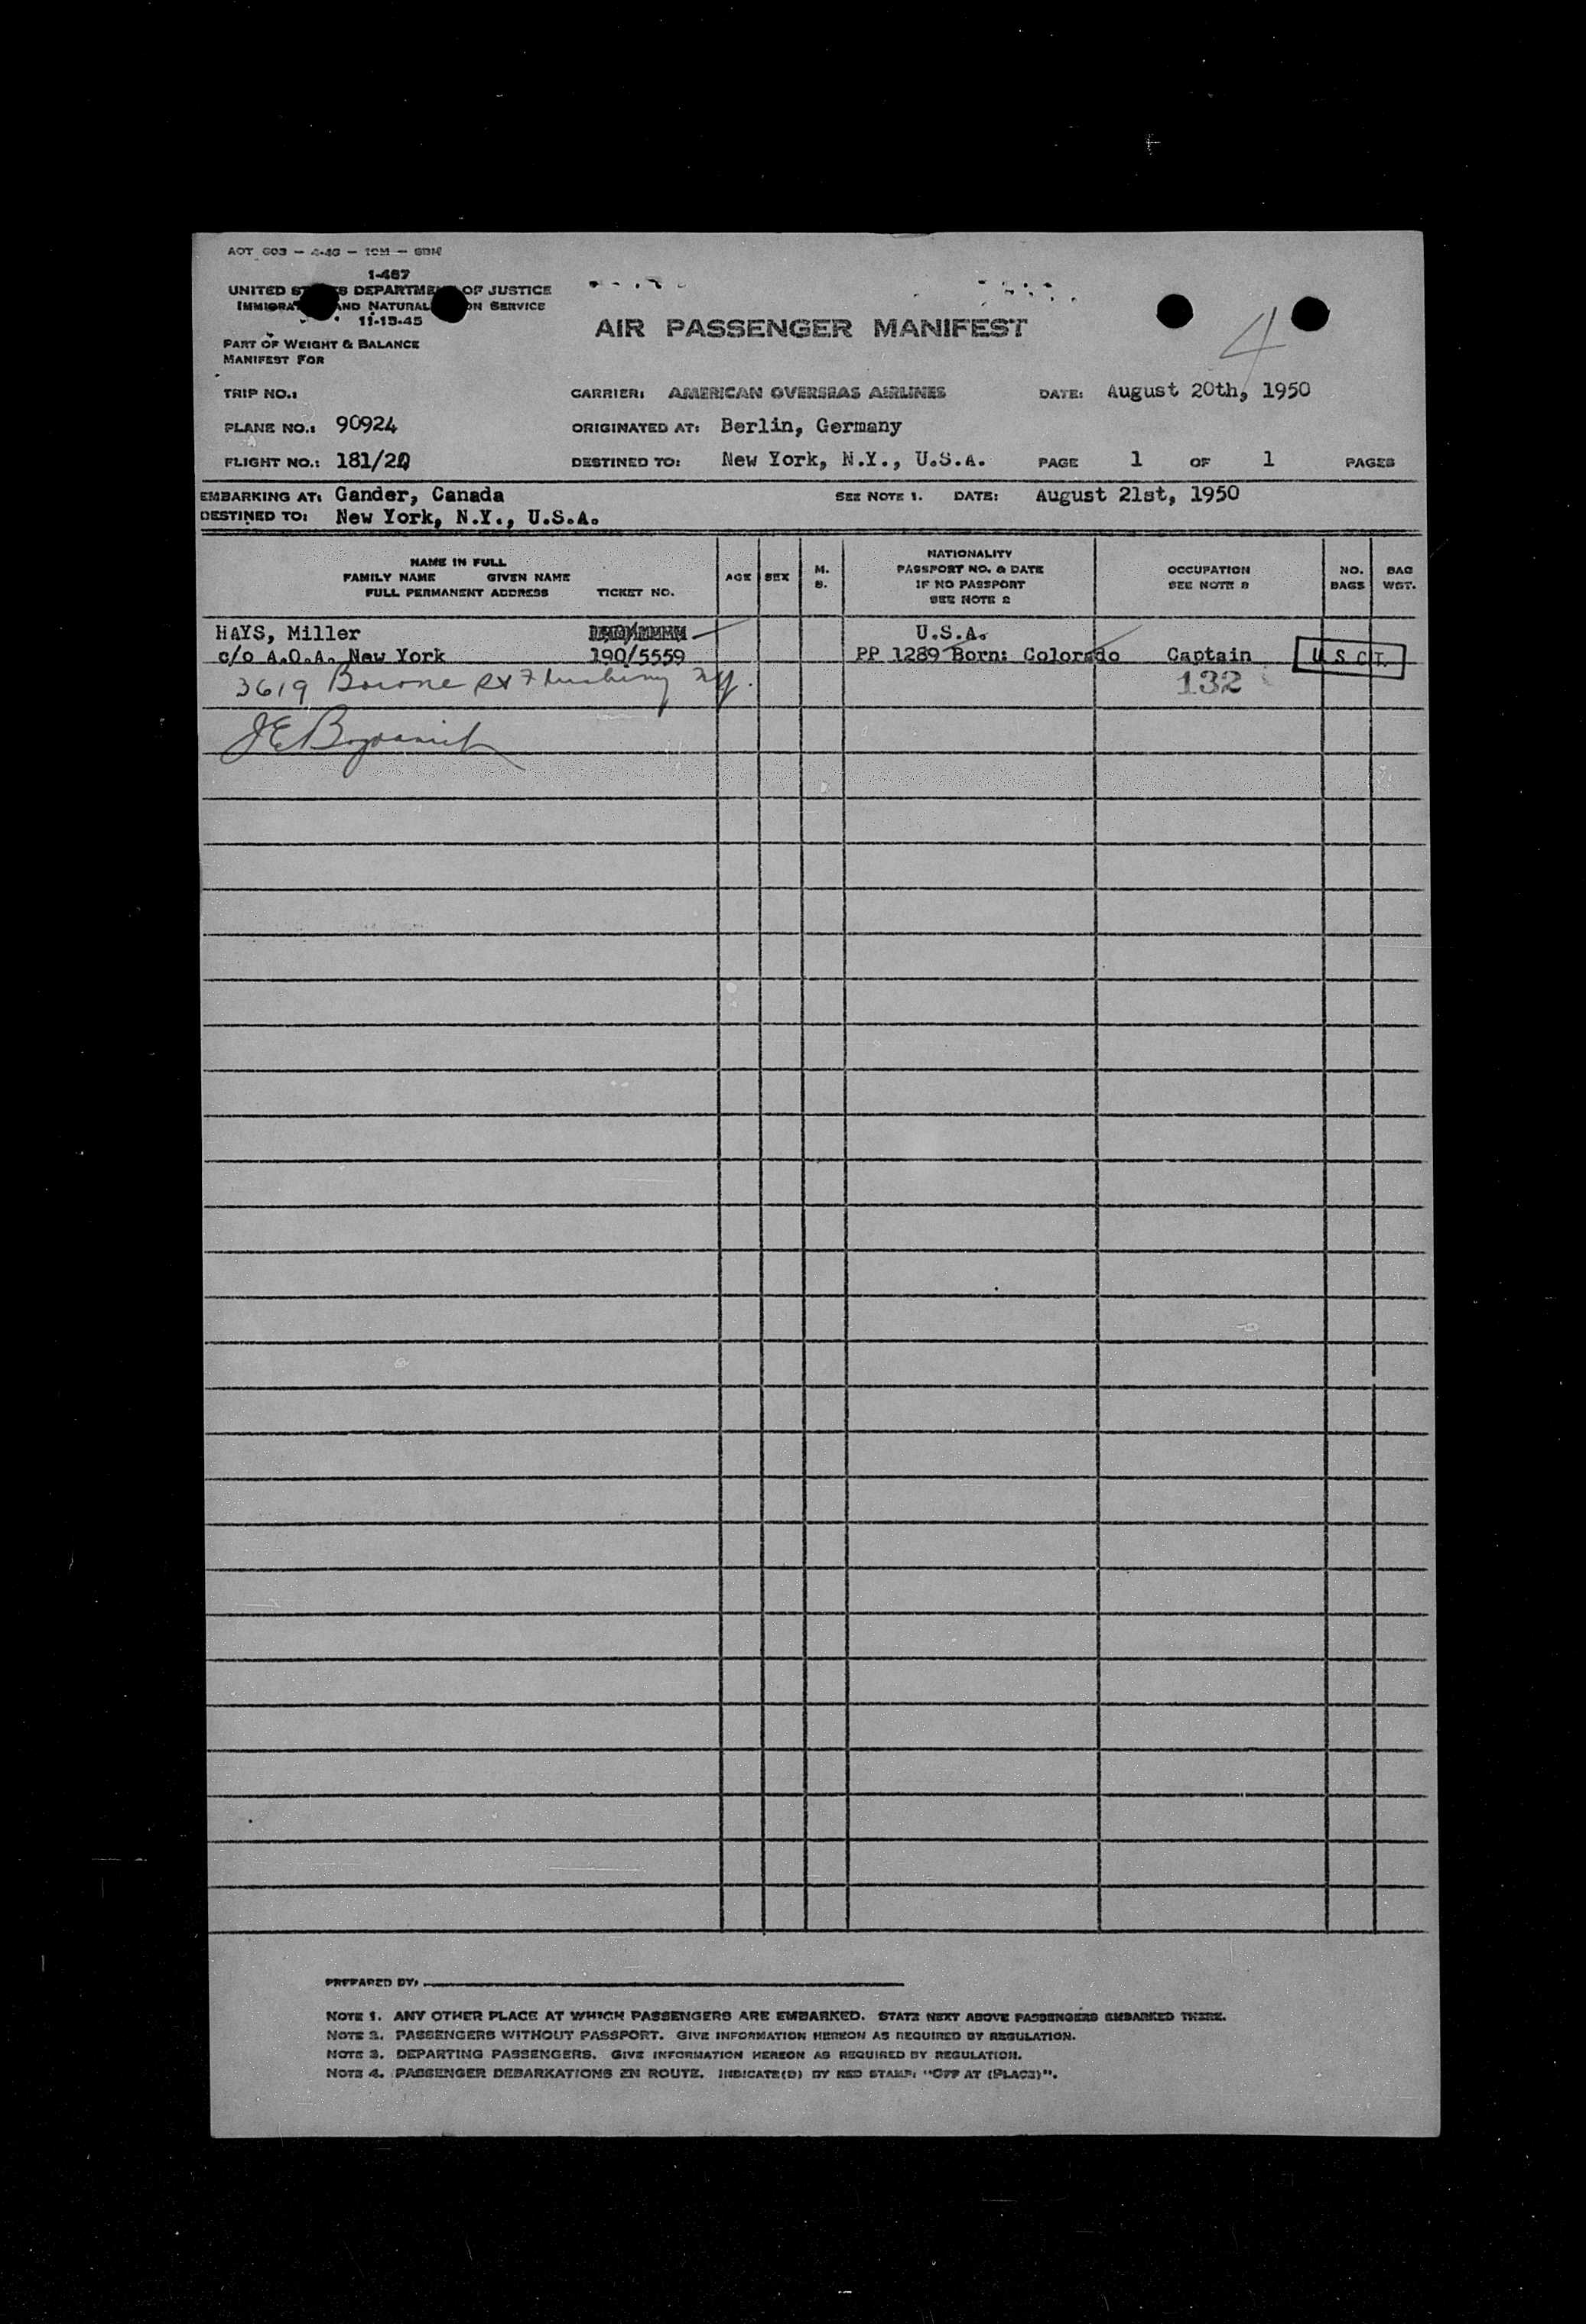 AOT 603 — 4-46 — 10M — SBM
1-467
UNITED STATES DEPARTMENT OF JUSTICE
IMMIGRATION AND NATURALIZATION SERVICE
11-15-45
PART OF WEIGHT & BALANCE
MANIFEST FOR
AIR PASSENGER MANIFEST
4
TRIP NO.: CARRIER: AMERICAN OVERSEAS AIRLINES DATE: August 20th, 1950
PLANE NO.: 90924 ORIGINATED AT: Berlin, Germany
FLIGHT NO.: 181/20 DESTINED TO: New York, N.Y., U.S.A. PAGE 1 OF 1 PAGES
EMBARKING AT: Gander, Canada SEE NOTE 1. DATE: August 21st, 1950
DESTINED TO: New York, N.Y., U.S.A.
NAME IN FULL
FAMILY NAME GIVEN NAME
FULL PERMANENT ADDRESS TICKET NO.
AGE SEX M. S.
NATIONALITY
PASSPORT NO. & DATE
IF NO PASSPORT
SEE NOTE 2
OCCUPATION
SEE NOTE 2
NO. BAGS
BAG WGT.
HAYS, Miller U.S.A.
c/o A.O.A. New York 190/5559 PP 1289 Born: Colorado Captain U S C I.
3619 Flushing Ny.
132
PREPARED BY:
NOTE 1. ANY OTHER PLACE AT WHICH PASSENGERS ARE EMBARKED. STATE NEXT ABOVE PASSENGERS EMBARKED THERE.
NOTE 2. PASSENGERS WITHOUT PASSPORT. GIVE INFORMATION HEREON AS REQUIRED BY REGULATION.
NOTE 3. DEPARTING PASSENGERS. GIVE INFORMATION HEREON AS REQUIRED BY REGULATION.
NOTE 4. PASSENGER DEBARKATIONS EN ROUTE. INDICATE(D) BY RED STAMP: "OFF AT (PLACE)".